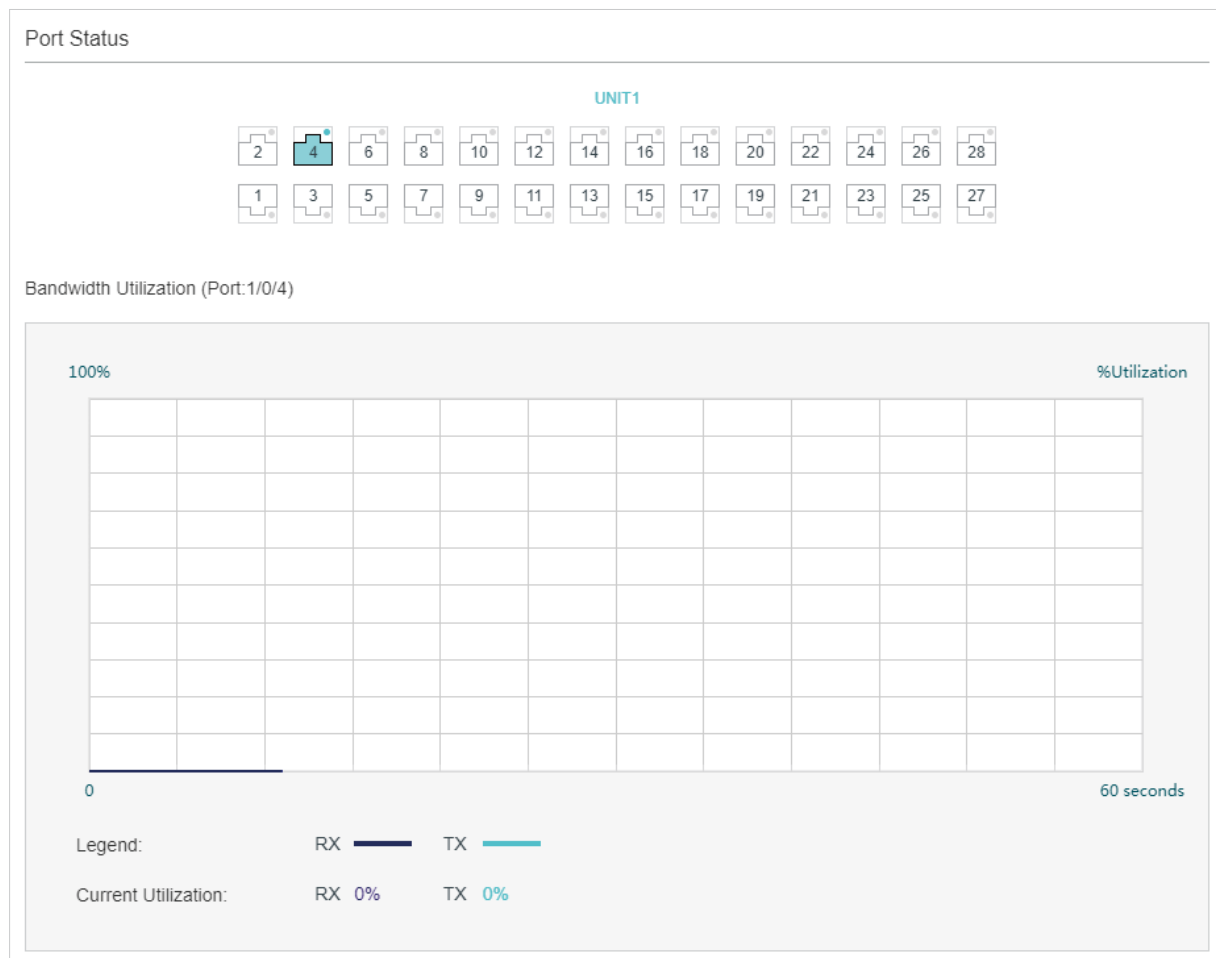 Port Status
UNIT1
2 4 6 8 10 12 14 16 18 20 22 24 26 28
1 3 5 7 9 11 13 15 17 19 21 23 25 27
Bandwidth Utilization (Port:1/0/4)
100% %Utilization
0 60 seconds
Legend: RX TX
Current Utilization: RX 0% TX 0%